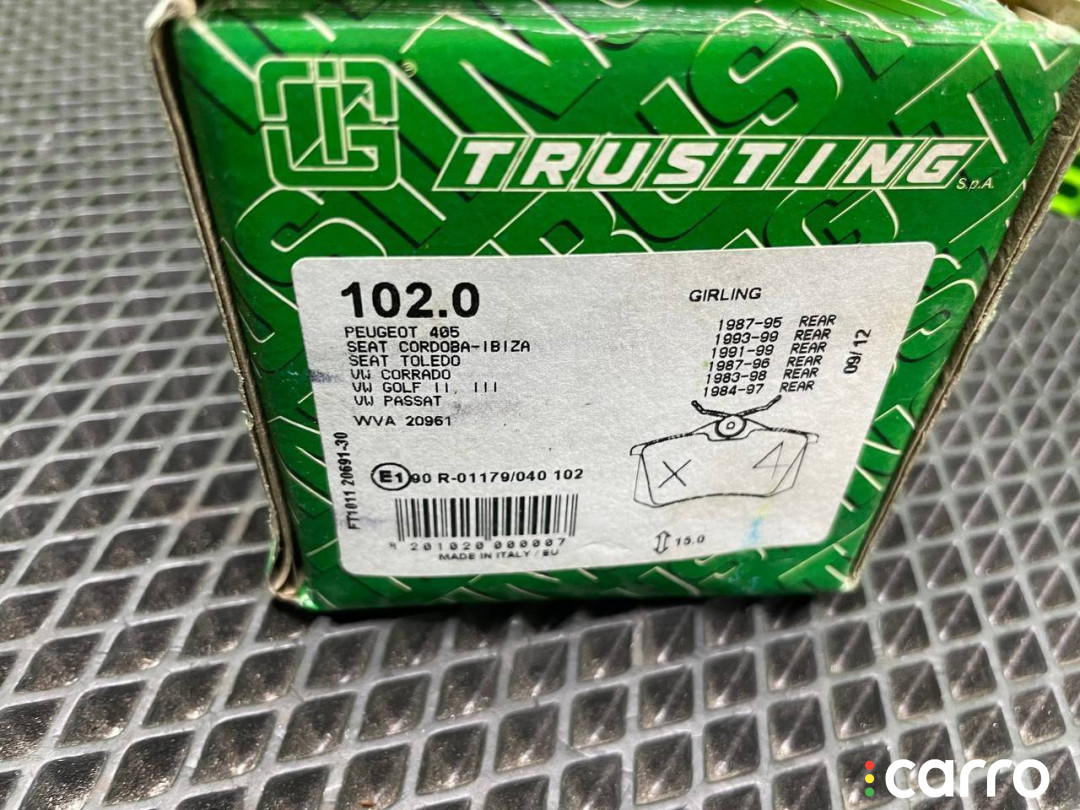 TRUSTING S.p.A.
102.0
GIRLING
PEUGEOT 405 1987-95 REAR
SEAT CORDOBA-IBIZA 1993-99 REAR
SEAT TOLEDO 1991-99 REAR
VW CORRADO 1987-96 REAR
VW GOLF II, III 1983-98 REAR
VW PASSAT 1984-97 REAR
09/12
WVA 20961
X 4
FT1011 20691-30
E1 90 R-01179/040 102
201020 000007
15.0
MADE IN ITALY / EU
carro